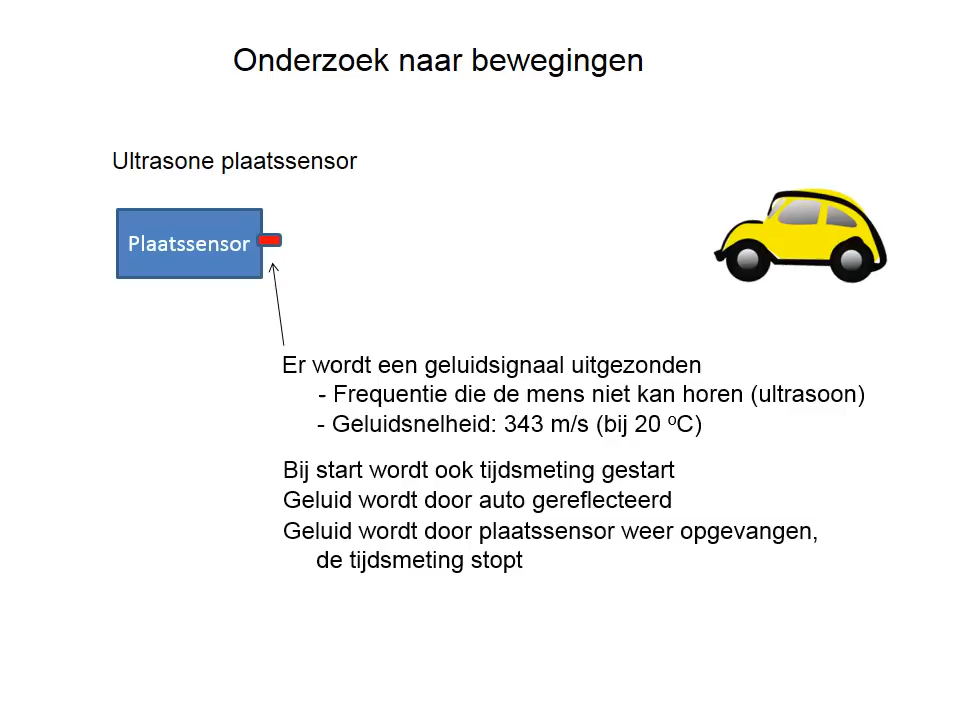 Onderzoek naar bewegingen
Ultrasone plaatssensor
Plaatssensor
Er wordt een geluidsignaal uitgezonden
- Frequentie die de mens niet kan horen (ultrasoon)
- Geluidsnelheid: 343 m/s (bij 20 ºC)
Bij start wordt ook tijdsmeting gestart
Geluid wordt door auto gereflecteerd
Geluid wordt door plaatssensor weer opgevangen,
de tijdsmeting stopt